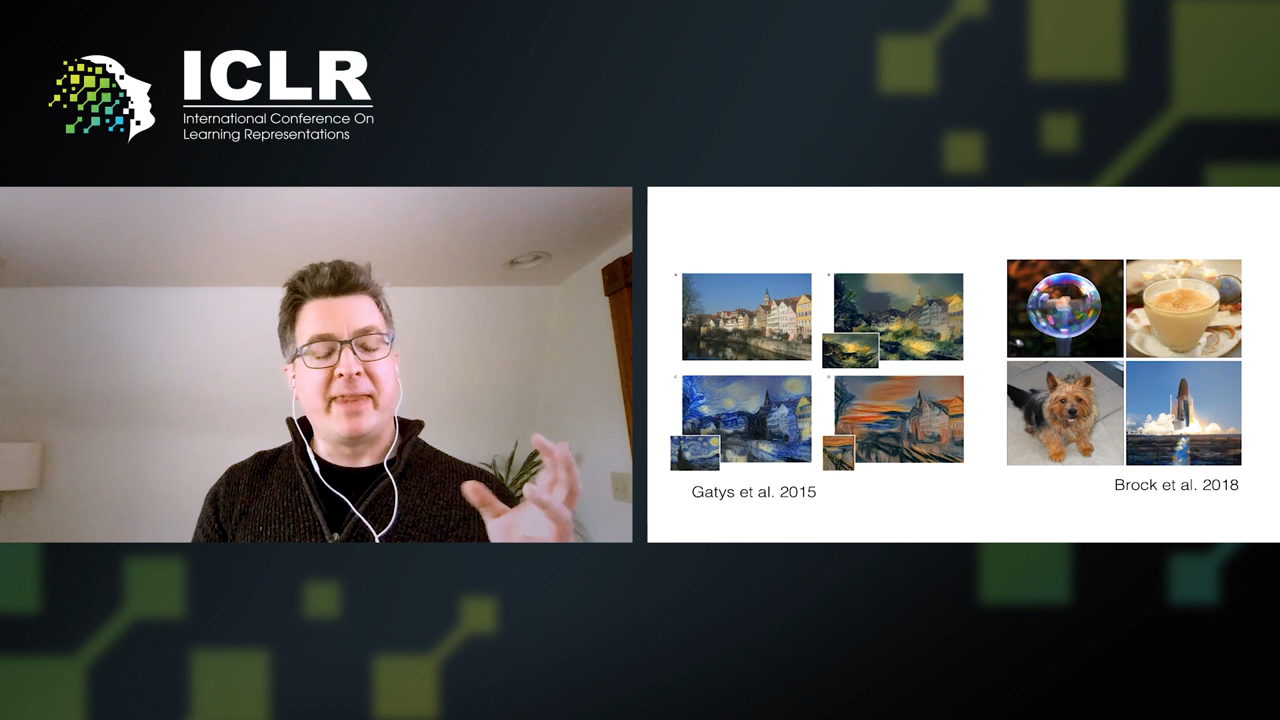 ICLR
International Conference On
Learning Representations
A
B
C
D
Gatys et al. 2015
Brock et al. 2018